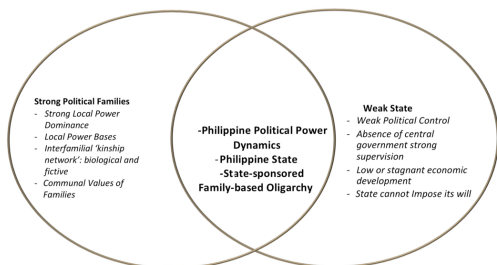 Strong Political Families
- Strong Local Power
Dominance
- Local Power Bases
- Interfamilial 'kinship
network': biological and
fictive
- Communal Values of
Families
-Philippine Political Power
Dynamics
-Philippine State
-State-sponsored
Family-based Oligarchy
Weak State
- Weak Political Control
- Absence of central
government strong
supervision
- Low or stagnant economic
development
- State cannot Impose its will